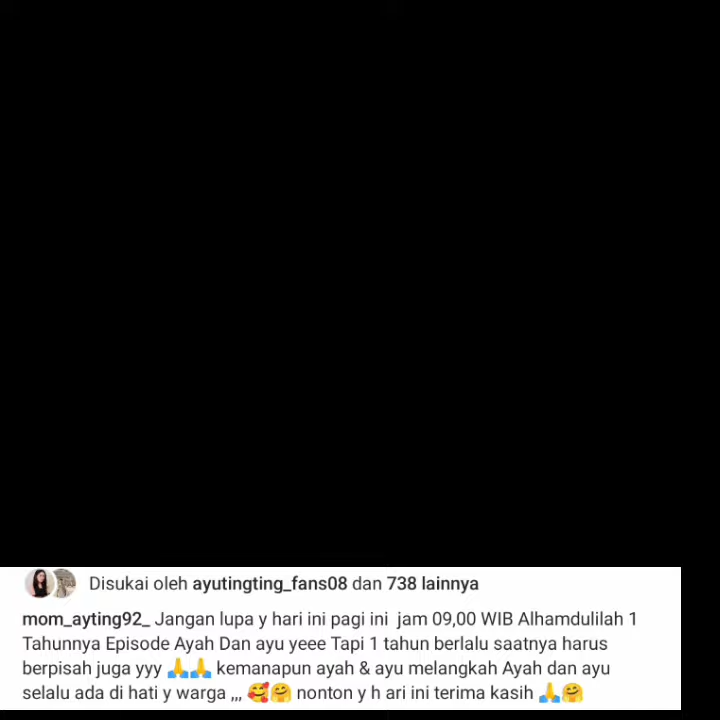 Disukai oleh ayutingting_fans08 dan 738 lainnya
mom_ayting92_ Jangan lupa y hari ini pagi ini jam 09,00 WIB Alhamdulilah 1
Tahunnya Episode Ayah Dan ayu yeee Tapi 1 tahun berlalu saatnya harus
berpisah juga yyy 🙏🙏 kemanapun ayah & ayu melangkah Ayah dan ayu
selalu ada di hati y warga ,,, 🥰🤗 nonton y h ari ini terima kasih 🙏🤗